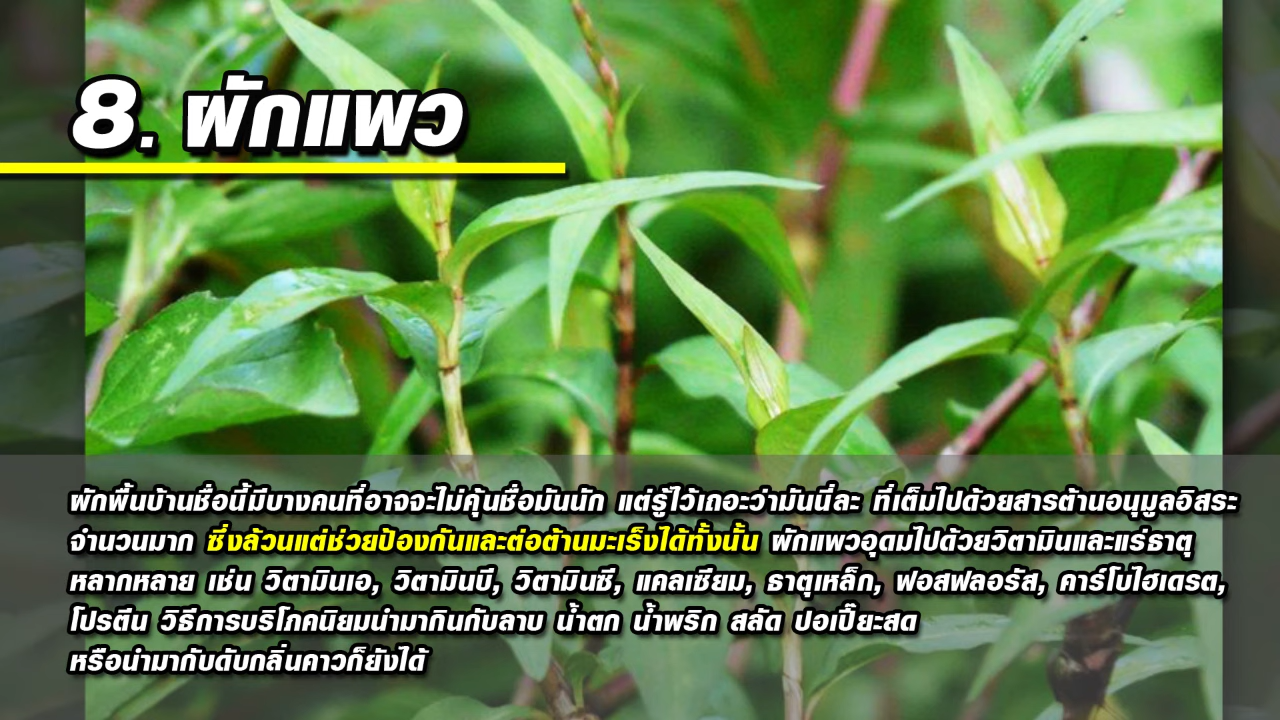 8. ผักแพว
ผักพื้นบ้านชื่อนี้มีบางคนที่อาจจะไม่คุ้นชื่อมันนัก แต่รู้ไว้เถอะว่ามันนี่ละ ที่เต็มไปด้วยสารต้านอนุมูลอิสระ
จำนวนมาก ซึ่งล้วนแต่ช่วยป้องกันและต่อต้านมะเร็งได้ทั้งนั้น ผักแพวอุดมไปด้วยวิตามินและแร่ธาตุ
หลากหลาย เช่น วิตามินเอ, วิตามินบี, วิตามินซี, แคลเซียม, ธาตุเหล็ก, ฟอสฟลอรัส, คาร์โบไฮเดรต,
โปรตีน วิธีการบริโภคนิยมนำมากินกับลาบ น้ำตก น้ำพริก สลัด ปอเปี๊ยะสด
หรือนำมากับดับกลิ่นคาวก็ยังได้